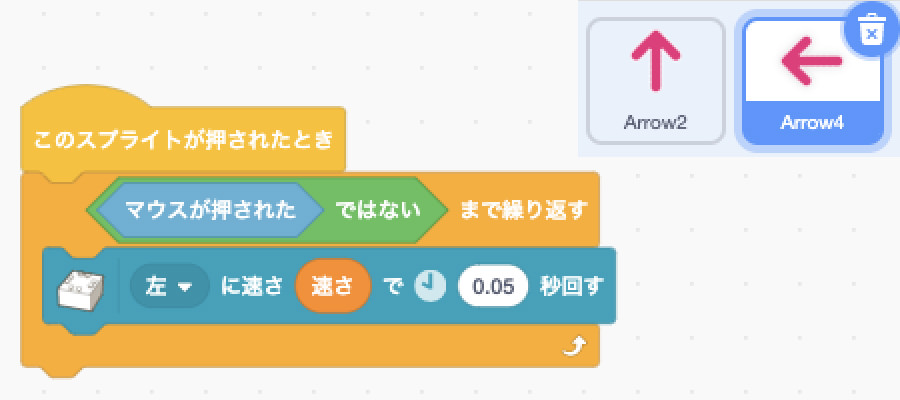 Arrow2
Arrow4
このスプライトが押されたとき
マウスが押された ではない まで繰り返す
左 に速さ 速さ で 0.05 秒回す